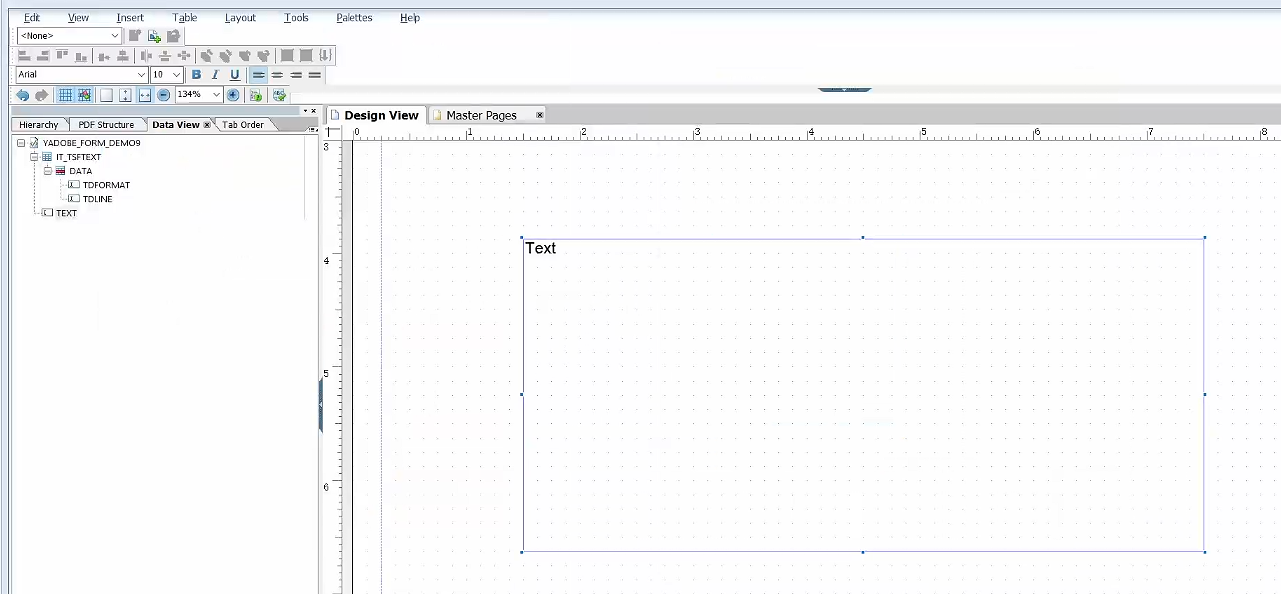 Edit View Insert Table Layout Tools Palettes Help
<None>
Arial 10 B I U
134%
Hierarchy PDF Structure Data View Tab Order
Design View Master Pages
0 1 2 3 4 5 6 7 8
3
4
5
6
YADOBE_FORM_DEMO9
IT_TSFTEXT
DATA
TDFORMAT
TDLINE
TEXT
Text